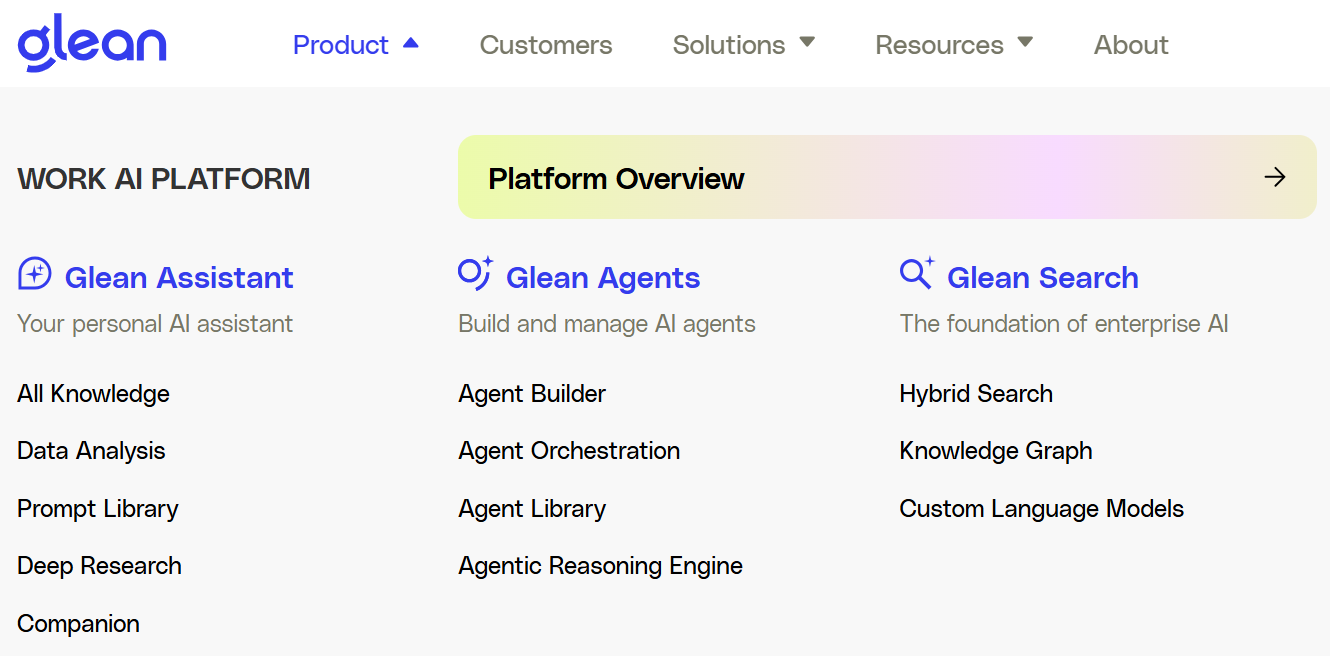 glean
Product
Customers
Solutions
Resources
About
WORK AI PLATFORM
Platform Overview
Glean Assistant
Your personal AI assistant
All Knowledge
Data Analysis
Prompt Library
Deep Research
Companion
Glean Agents
Build and manage AI agents
Agent Builder
Agent Orchestration
Agent Library
Agentic Reasoning Engine
Glean Search
The foundation of enterprise AI
Hybrid Search
Knowledge Graph
Custom Language Models